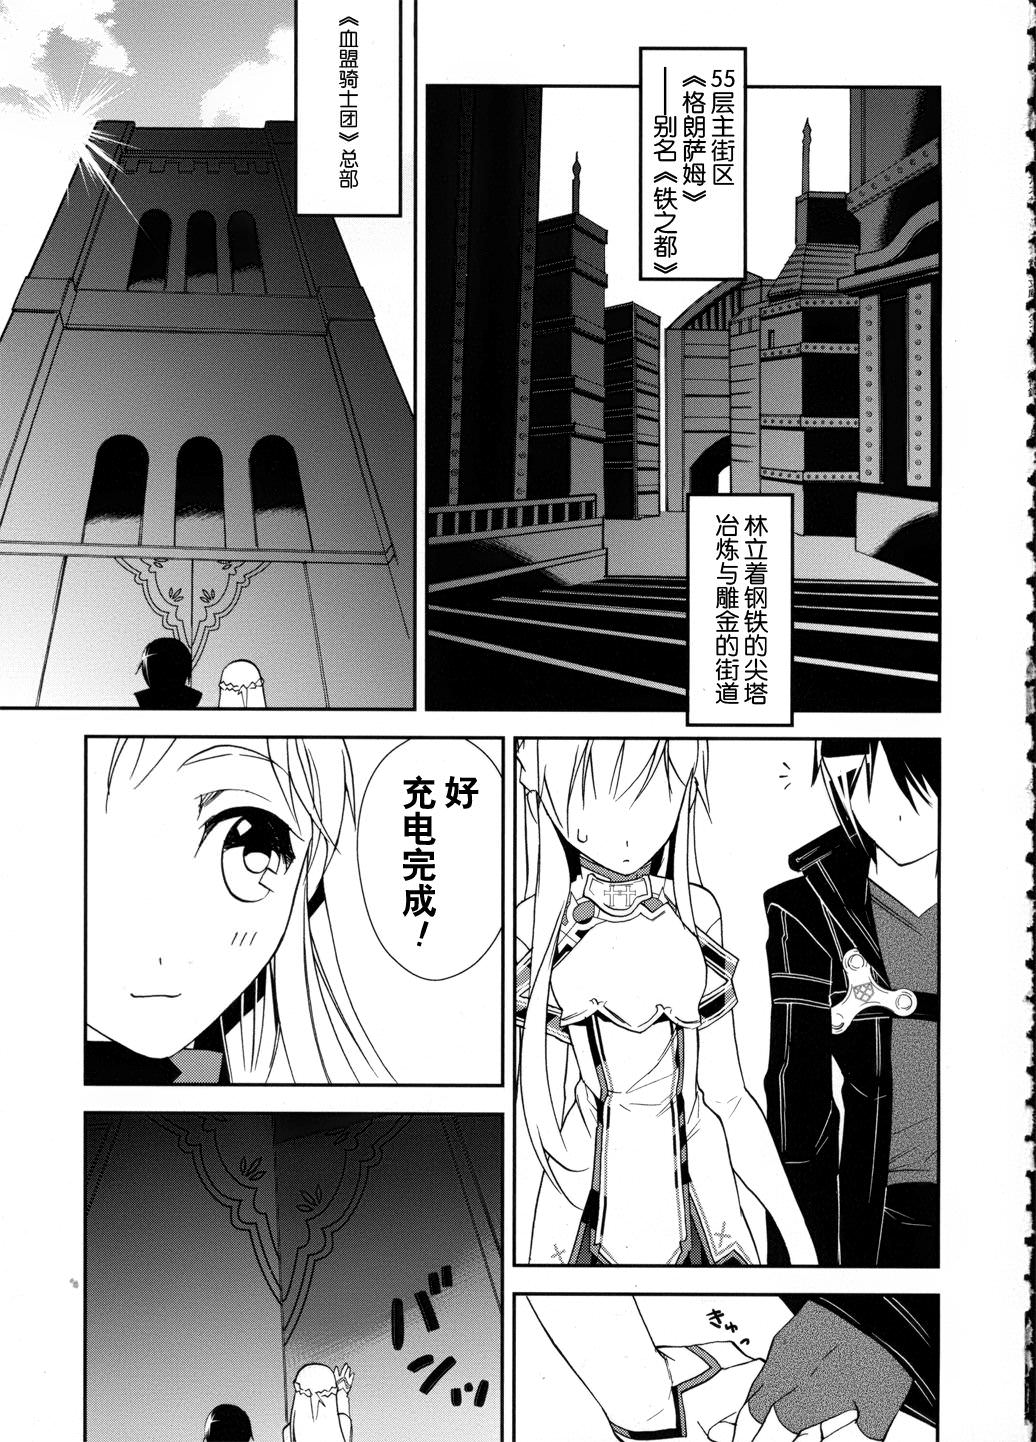 55层主街区
《格朗萨姆》
——别名《铁之都》
林立着钢铁的尖塔
冶炼与雕金的街道
《血盟骑士团》总部
きゅっ
好
充电完成！
バンッ